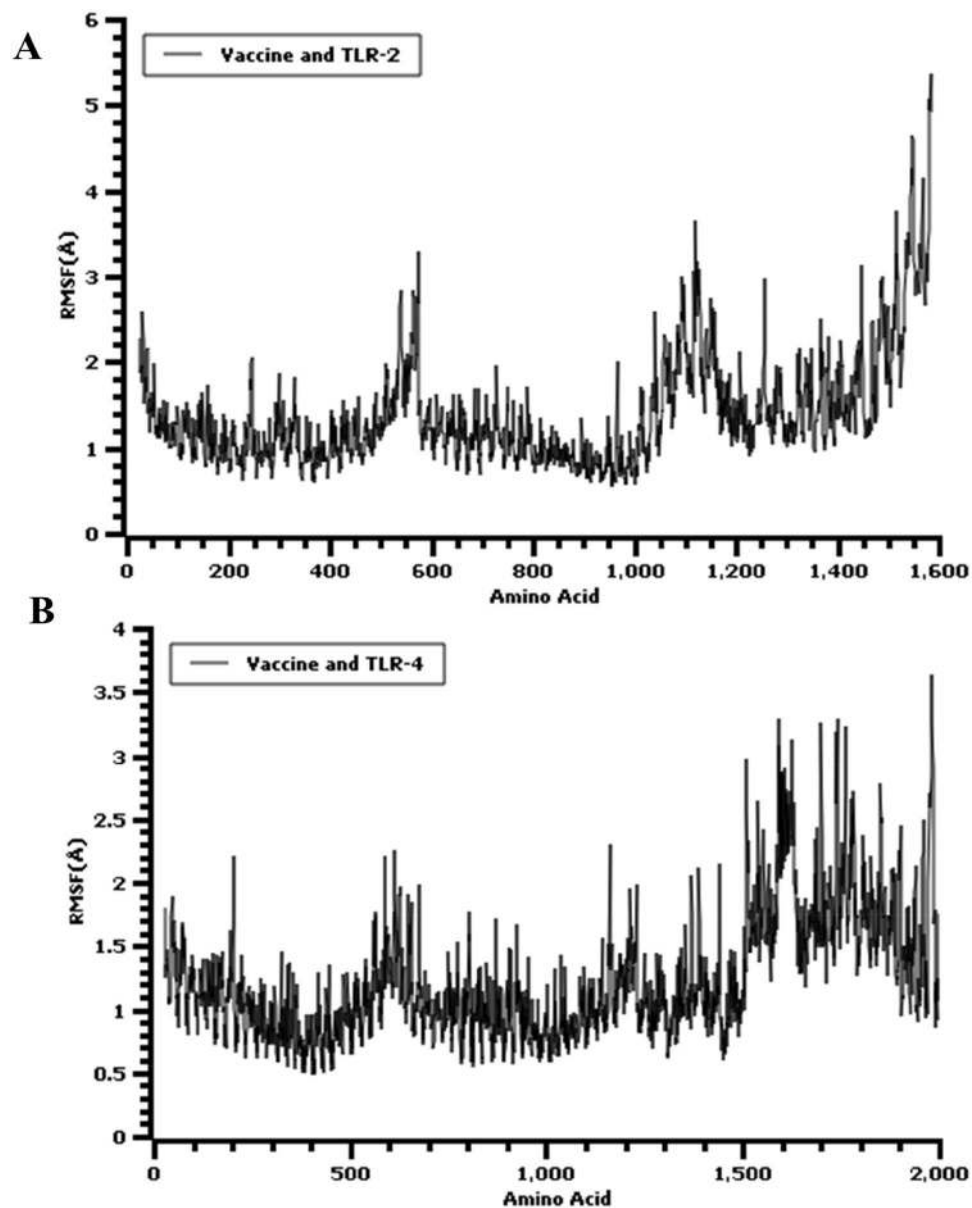 A
Vaccine and TLR-2
6
5
4
3
2
1
0
RMSF(Å)
0 200 400 600 800 1,000 1,200 1,400 1,600
Amino Acid
B
Vaccine and TLR-4
4
3.5
3
2.5
2
1.5
1
0.5
0
RMSF(Å)
0 500 1,000 1,500 2,000
Amino Acid